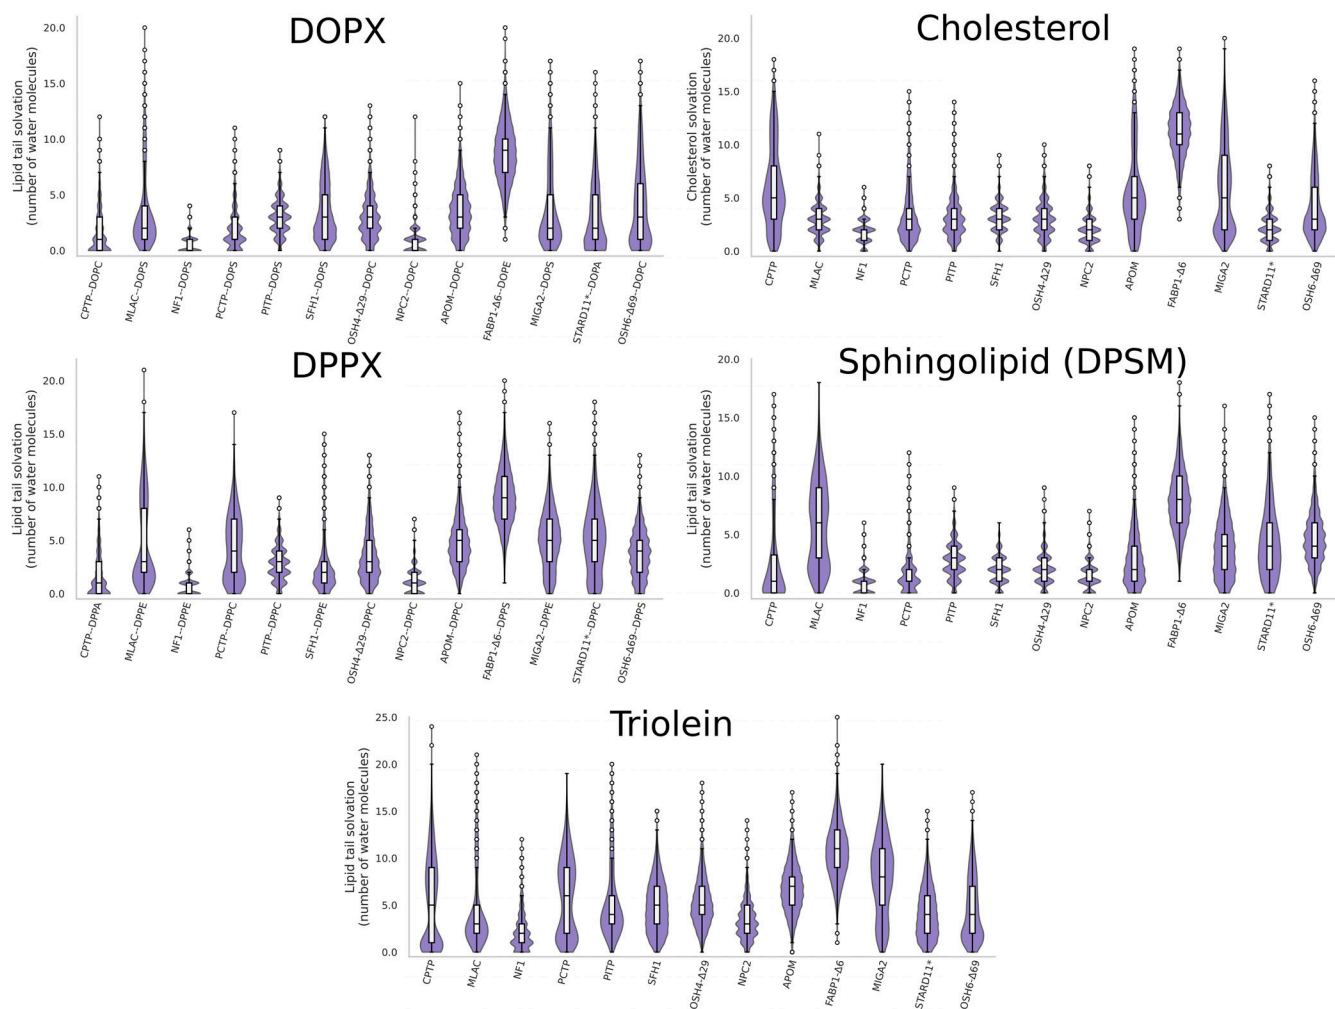 DOPX
Lipid tail solvation
(number of water molecules)
20.0
15.0
10.0
5.0
0.0
CPTP--DOPC
MLAC--DOPS
NF1--DOPS
PCTP--DOPS
PITP--DOPS
SFH1--DOPS
OSH4-Δ29--DOPC
NPC2--DOPC
APOM--DOPC
FABP1-Δ6--DOPE
MIGA2--DOPS
STARD11*--DOPA
OSH6-Δ69--DOPC
Cholesterol
Cholesterol solvation
(number of water molecules)
20.0
15.0
10.0
5.0
0.0
CPTP
MLAC
NF1
PCTP
PITP
SFH1
OSH4-Δ29
NPC2
APOM
FABP1-Δ6
MIGA2
STARD11*
OSH6-Δ69
DPPX
Lipid tail solvation
(number of water molecules)
20.0
15.0
10.0
5.0
0.0
CPTP--DPPA
MLAC--DPPE
NF1--DPPE
PCTP--DPPC
PITP--DPPC
SFH1--DPPE
OSH4-Δ29--DPPC
NPC2--DPPC
APOM--DPPC
FABP1-Δ6--DPPS
MIGA2--DPPE
STARD11*--DPPC
OSH6-Δ69--DPPS
Sphingolipid (DPSM)
Lipid tail solvation
(number of water molecules)
20.0
15.0
10.0
5.0
0.0
CPTP
MLAC
NF1
PCTP
PITP
SFH1
OSH4-Δ29
NPC2
APOM
FABP1-Δ6
MIGA2
STARD11*
OSH6-Δ69
Triolein
Lipid tail solvation
(number of water molecules)
25.0
20.0
15.0
10.0
5.0
0.0
CPTP
MLAC
NF1
PCTP
PITP
SFH1
OSH4-Δ29
NPC2
APOM
FABP1-Δ6
MIGA2
STARD11*
OSH6-Δ69